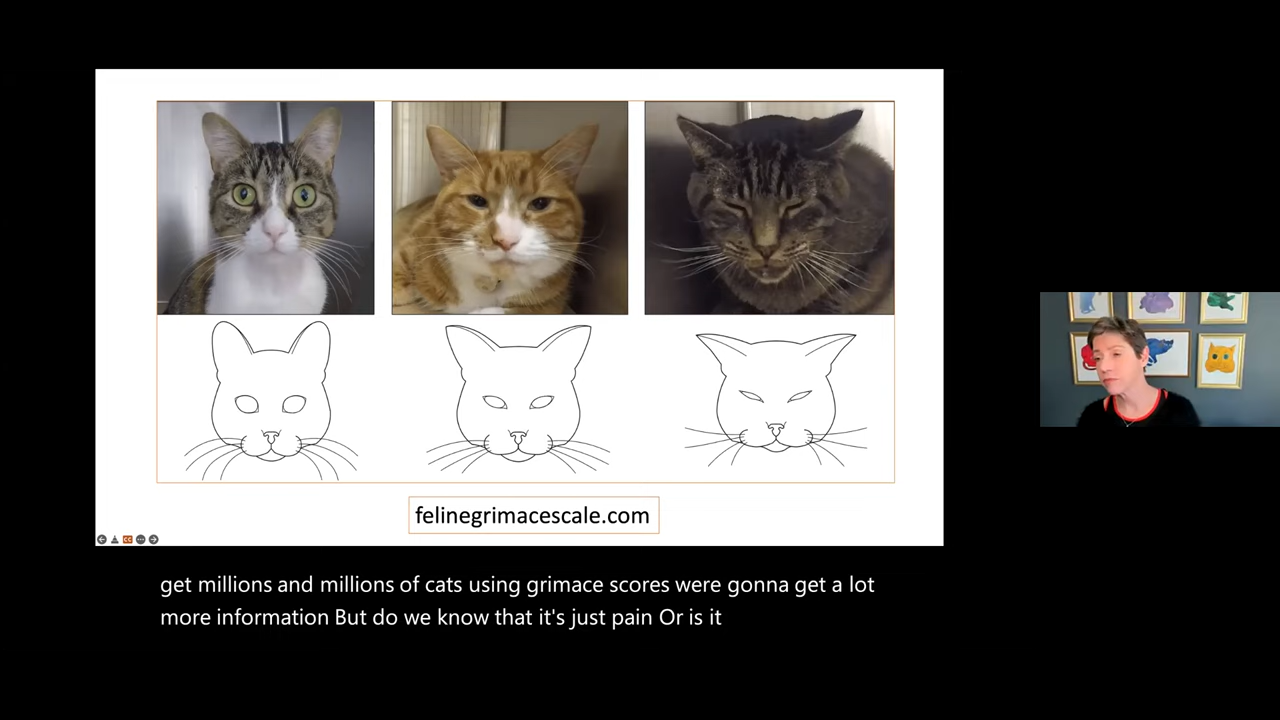 felinegrimacescale.com
CC
get millions and millions of cats using grimace scores were gonna get a lot
more information But do we know that it's just pain Or is it